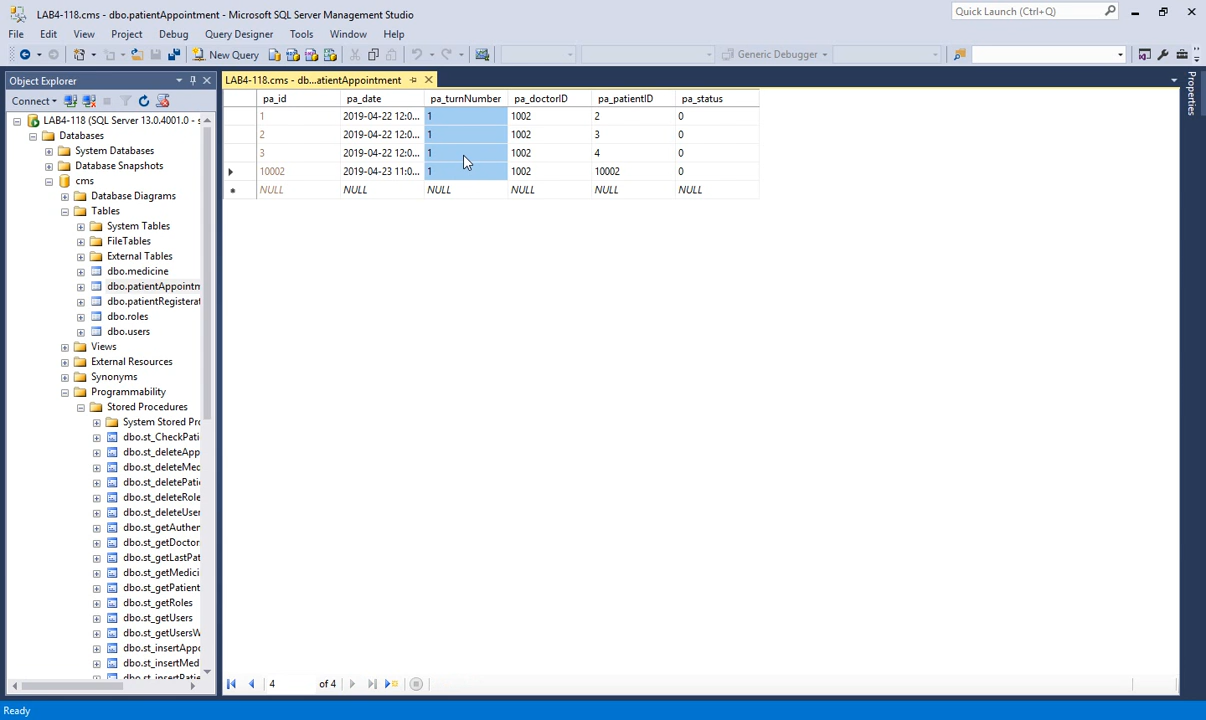 LAB4-118.cms - dbo.patientAppointment - Microsoft SQL Server Management Studio
Quick Launch (Ctrl+Q)
File Edit View Project Debug Query Designer Tools Window Help
New Query
Generic Debugger
Object Explorer
LAB4-118.cms - db...atientAppointment
Properties
Connect
LAB4-118 (SQL Server 13.0.4001.0 - s
Databases
System Databases
Database Snapshots
cms
Database Diagrams
Tables
System Tables
FileTables
External Tables
dbo.medicine
dbo.patientAppointn
dbo.patientRegisterat
dbo.roles
dbo.users
Views
External Resources
Synonyms
Programmability
Stored Procedures
System Stored Pro
dbo.st_CheckPati
dbo.st_deleteApp
dbo.st_deleteMed
dbo.st_deletePati
dbo.st_deleteRole
dbo.st_deleteUser
dbo.st_getAuthen
dbo.st_getDoctor
dbo.st_getLastPat
dbo.st_getMedici
dbo.st_getPatient
dbo.st_getRoles
dbo.st_getUsers
dbo.st_getUsersW
dbo.st_insertAppo
dbo.st_insertMed
dbo.st_insertPatie
pa_id pa_date pa_turnNumber pa_doctorID pa_patientID pa_status
1 2019-04-22 12:0... 1 1002 2 0
2 2019-04-22 12:0... 1 1002 3 0
3 2019-04-22 12:0... 1 1002 4 0
10002 2019-04-23 11:0... 1 1002 10002 0
NULL NULL NULL NULL NULL NULL
4 of 4
Ready